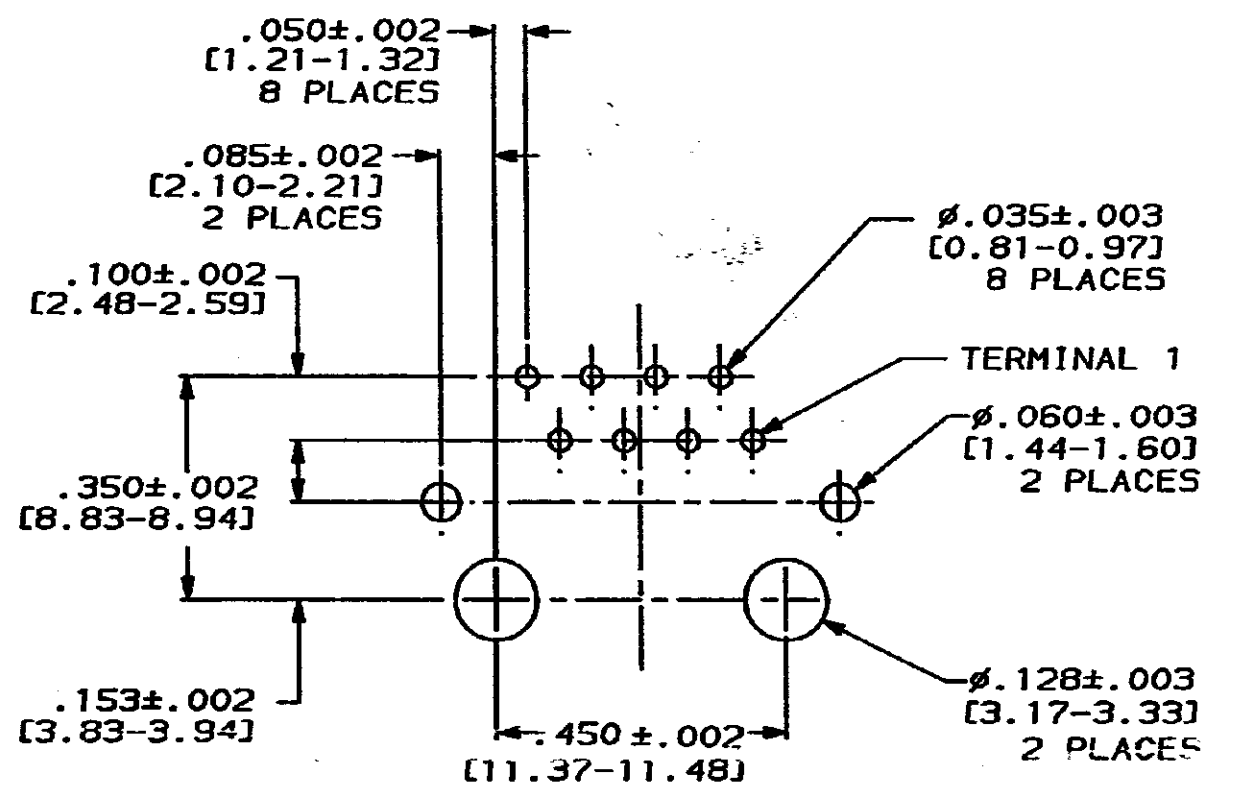 .050±.002
[1.21-1.32]
8 PLACES
.085±.002
[2.10-2.21]
2 PLACES
.100±.002
[2.48-2.59]
ø.035±.003
[0.81-0.97]
8 PLACES
TERMINAL 1
ø.060±.003
[1.44-1.60]
2 PLACES
.350±.002
[8.83-8.94]
.153±.002
[3.83-3.94]
.450±.002
[11.37-11.48]
ø.128±.003
[3.17-3.33]
2 PLACES